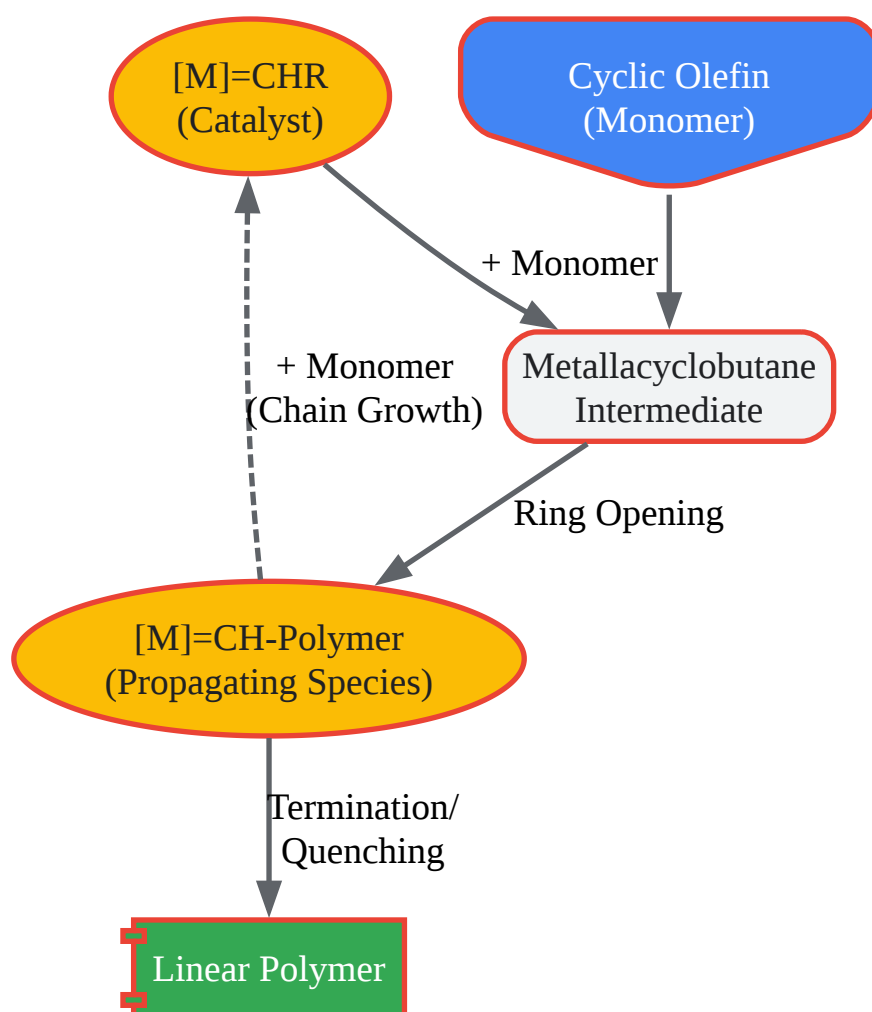 [M]=CHR
(Catalyst)
Cyclic Olefin
(Monomer)
+ Monomer
+ Monomer
(Chain Growth)
Metallacyclobutane
Intermediate
Ring Opening
[M]=CH-Polymer
(Propagating Species)
Termination/
Quenching
Linear Polymer